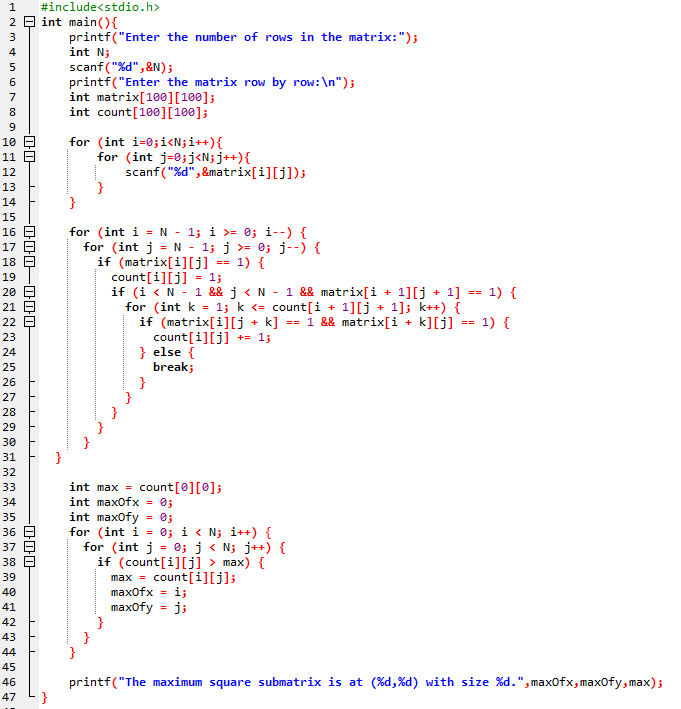 1 #include<stdio.h>
2 int main(){
3     printf("Enter the number of rows in the matrix:");
4     int N;
5     scanf("%d",&N);
6     printf("Enter the matrix row by row:\n");
7     int matrix[100][100];
8     int count[100][100];
9
10     for (int i=0;i<N;i++){
11         for (int j=0;j<N;j++){
12             scanf("%d",&matrix[i][j]);
13         }
14     }
15
16     for (int i = N - 1; i >= 0; i--) {
17       for (int j = N - 1; j >= 0; j--) {
18         if (matrix[i][j] == 1) {
19           count[i][j] = 1;
20           if (i < N - 1 && j < N - 1 && matrix[i + 1][j + 1] == 1) {
21             for (int k = 1; k <= count[i + 1][j + 1]; k++) {
22               if (matrix[i][j + k] == 1 && matrix[i + k][j] == 1) {
23                 count[i][j] += 1;
24               } else {
25                 break;
26               }
27             }
28           }
29         }
30       }
31   }
32
33     int max = count[0][0];
34     int maxOfx = 0;
35     int maxOfy = 0;
36     for (int i = 0; i < N; i++) {
37       for (int j = 0; j < N; j++) {
38         if (count[i][j] > max) {
39           max = count[i][j];
40           maxOfx = i;
41           maxOfy = j;
42         }
43       }
44     }
45
46     printf("The maximum square submatrix is at (%d,%d) with size %d.",maxOfx,maxOfy,max);
47 }